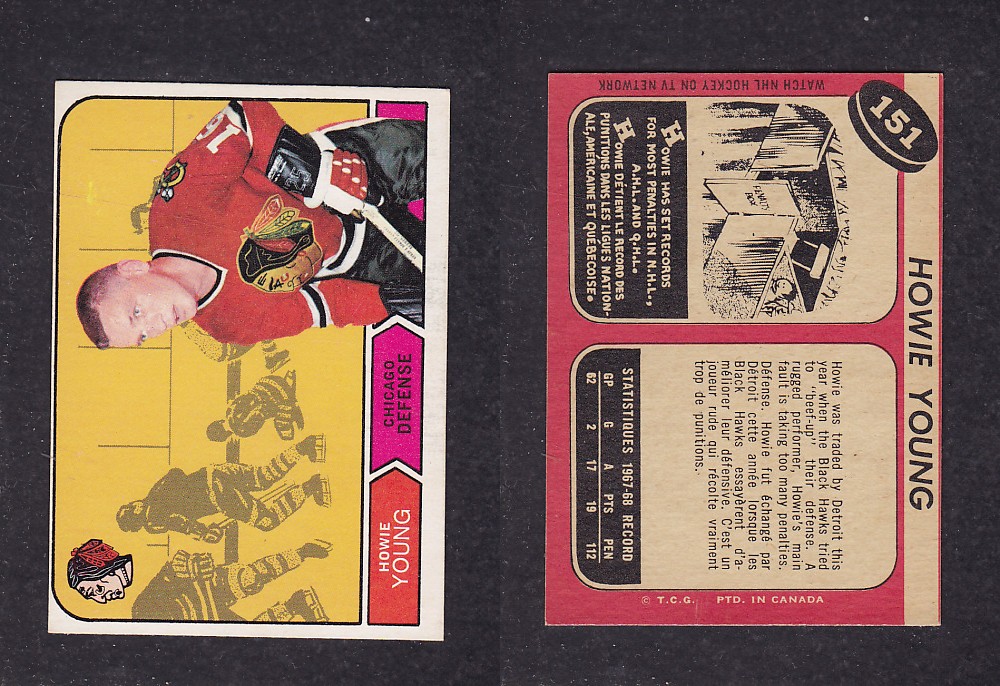 16
CHICAGO
DEFENSE
HOWIE
YOUNG
151
WATCH NHL HOCKEY ON TV NETWORK
HOWIE HAS SET RECORDS
FOR MOST PENALTIES IN N.H.L.,
A.H.L. AND Q.H.L.
HOWIE DÉTIENT LE RECORD DES
PUNITIONS DANS LES LIGUES NATION-
ALE, AMÉRICAINE ET QUÉBECOISE.
PENALTY
BOX
HOWIE YOUNG
Howie was traded by Detroit this
year when the Black Hawks tried
to "beef-up" their defense. A
rugged performer, Howie's main
fault is taking too many penalties.
Défense. Howie fut échangé par
Détroit cette année lorsque les
Black Hawks essayèrent d'a-
méliorer leur défensive. C'est un
joueur rude qui récolte vraiment
trop de punitions.
STATISTIQUES 1967-68 RECORD
GP G A PTS PEN
62 2 17 19 112
© T.C.G. PTD. IN CANADA